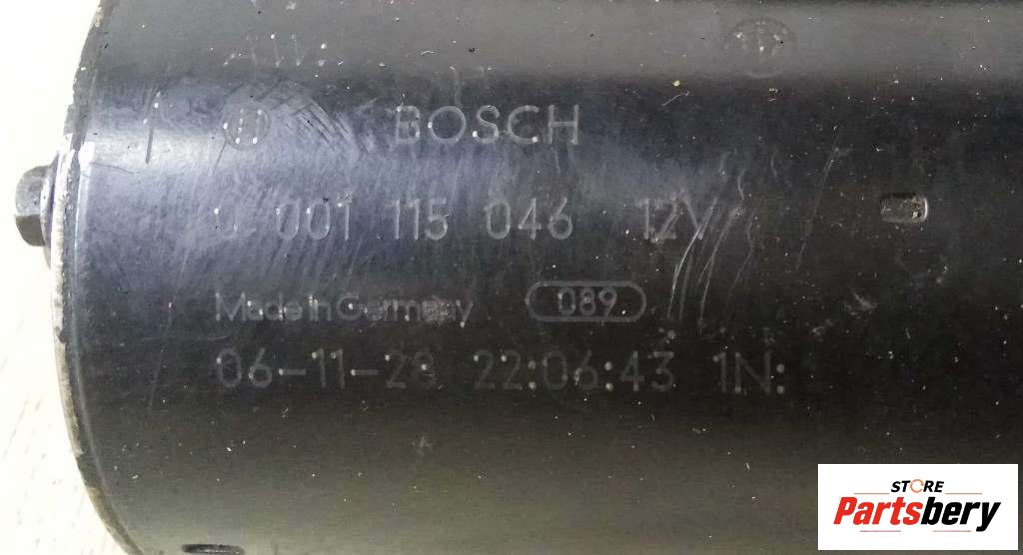 BOSCH
0 001 115 046 12V
Made in Germany 089
06-11-28 22:06:43 1N:
STORE
Partsbery